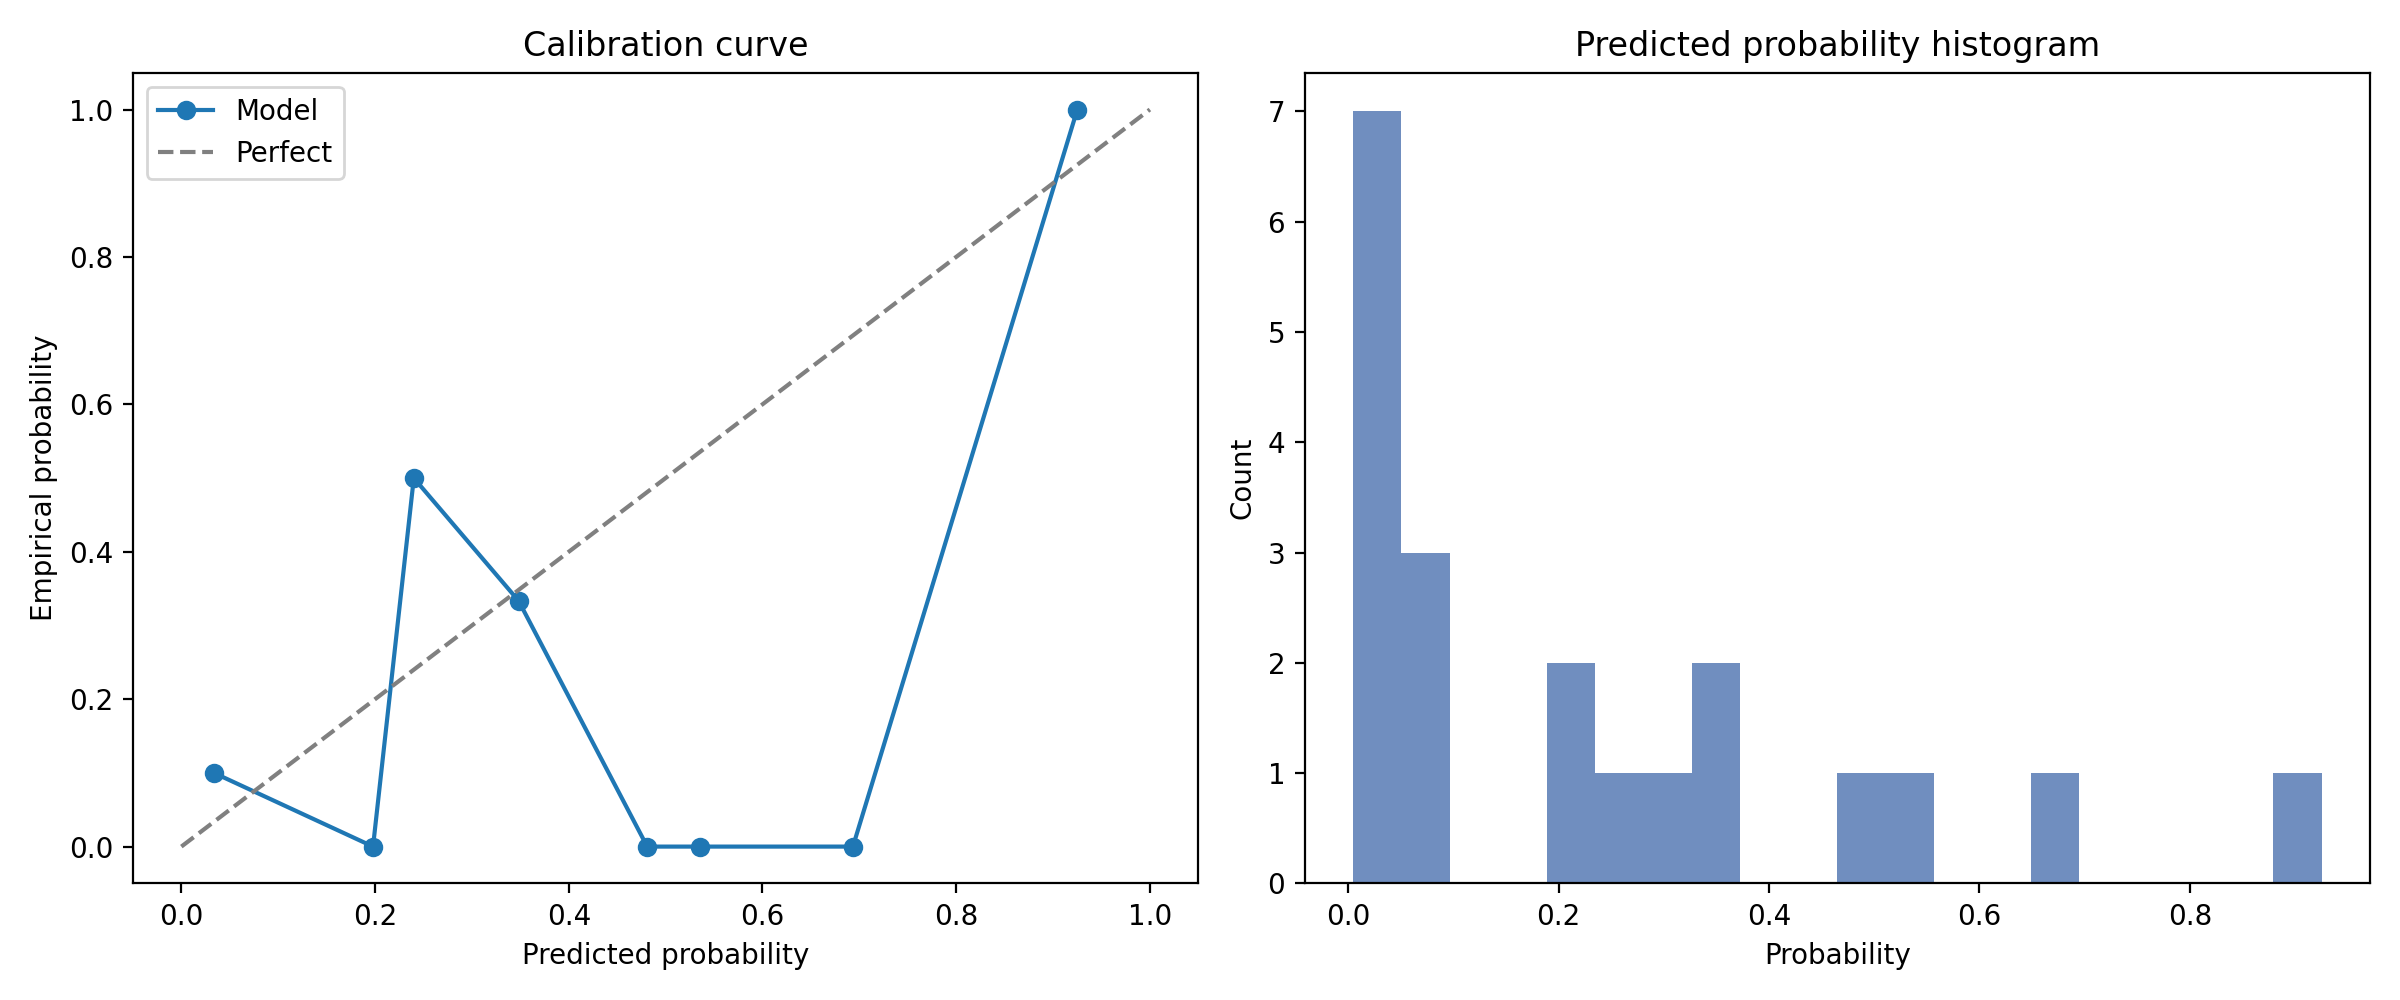 Calibration curve
Model
Perfect
1.0
0.8
0.6
0.4
0.2
0.0
Empirical probability
0.0 0.2 0.4 0.6 0.8 1.0
Predicted probability
Predicted probability histogram
7
6
5
4
3
2
1
0
Count
0.0 0.2 0.4 0.6 0.8
Probability